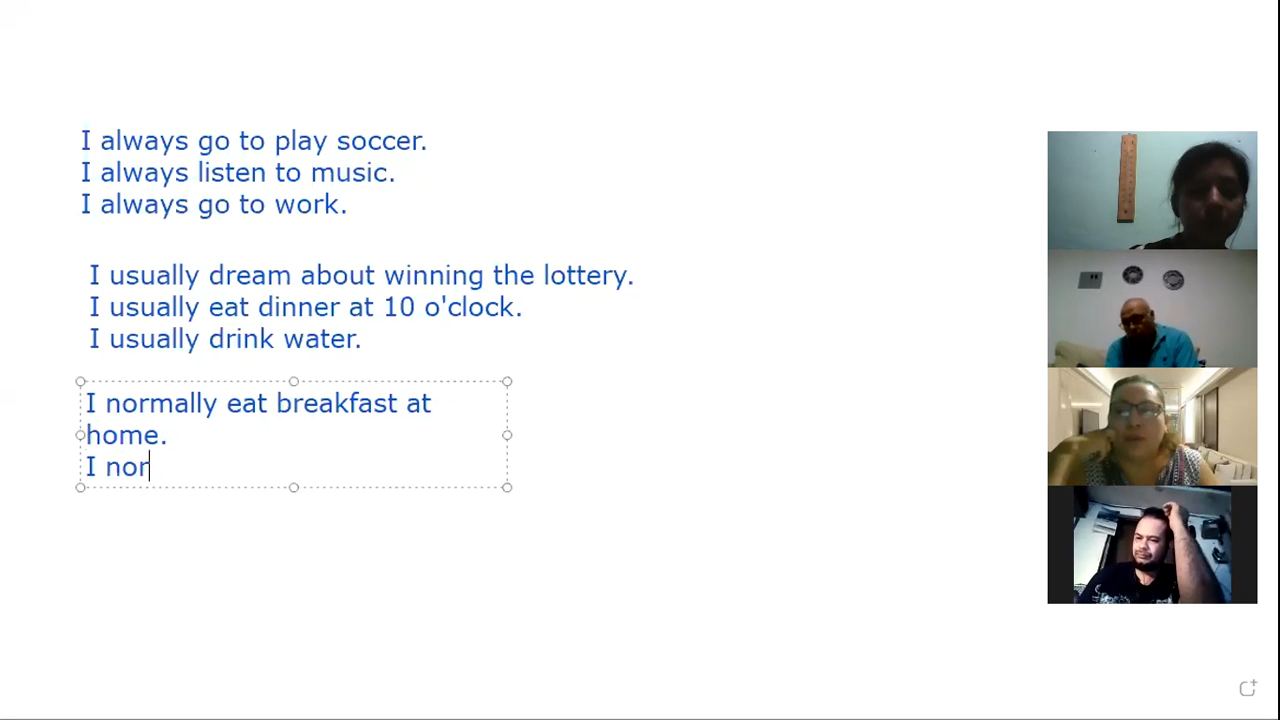 I always go to play soccer.
I always listen to music.
I always go to work.
I usually dream about winning the lottery.
I usually eat dinner at 10 o'clock.
I usually drink water.
I normally eat breakfast at
home.
I nor